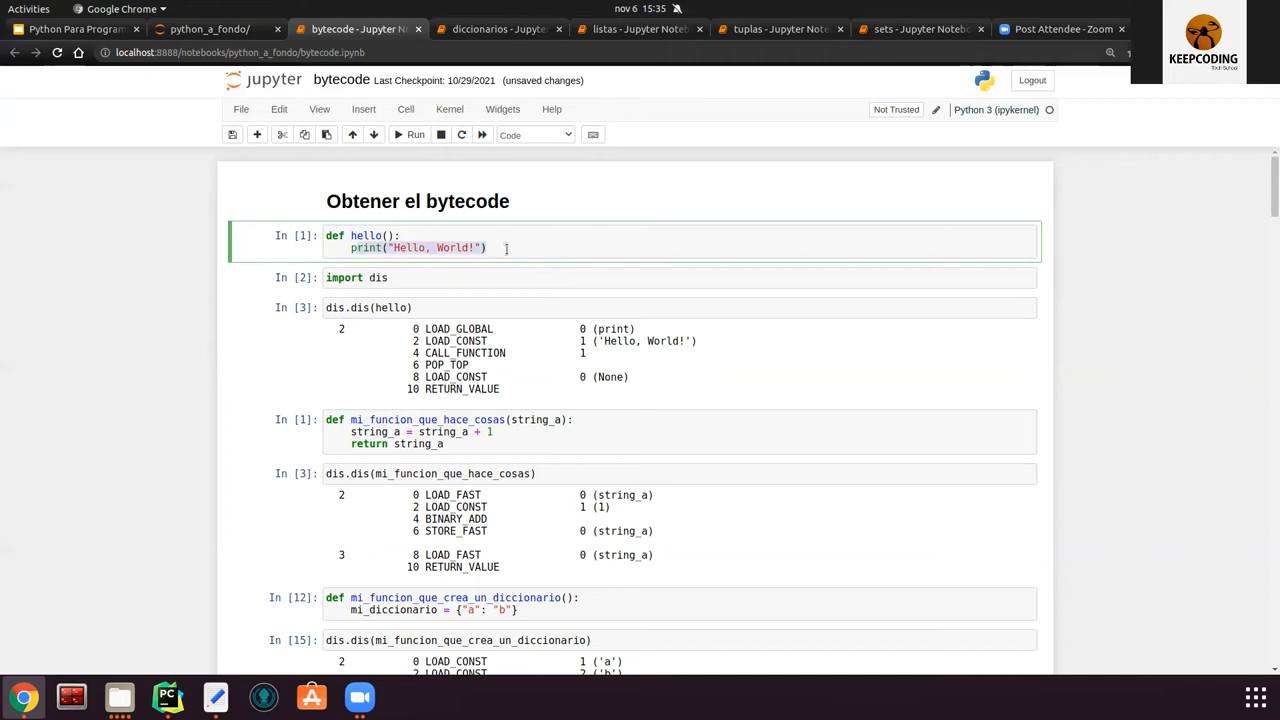 Activities
Google Chrome
nov 6 15:35
Python Para Program
python_a_fondo/
bytecode - Jupyter N
diccionarios - Jupyte
listas - Jupyter Noteb
tuplas - Jupyter Note
sets - Jupyter Notebo
Post Attendee - Zoom
KEEPCODING
Tech School
localhost:8888/notebooks/python_a_fondo/bytecode.ipynb
jupyter bytecode Last Checkpoint: 10/29/2021 (unsaved changes)
Logout
File Edit View Insert Cell Kernel Widgets Help
Not Trusted
Python 3 (ipykernel)
Run
Code
Obtener el bytecode
In [1]: def hello():
print("Hello, World!")
In [2]: import dis
In [3]: dis.dis(hello)
2 0 LOAD_GLOBAL 0 (print)
2 LOAD_CONST 1 ('Hello, World!')
4 CALL_FUNCTION 1
6 POP_TOP
8 LOAD_CONST 0 (None)
10 RETURN_VALUE
In [1]: def mi_funcion_que_hace_cosas(string_a):
string_a = string_a + 1
return string_a
In [3]: dis.dis(mi_funcion_que_hace_cosas)
2 0 LOAD_FAST 0 (string_a)
2 LOAD_CONST 1 (1)
4 BINARY_ADD
6 STORE_FAST 0 (string_a)
3 8 LOAD_FAST 0 (string_a)
10 RETURN_VALUE
In [12]: def mi_funcion_que_crea_un_diccionario():
mi_diccionario = {"a": "b"}
In [15]: dis.dis(mi_funcion_que_crea_un_diccionario)
2 0 LOAD_CONST 1 ('a')
2 LOAD_CONST 2 ('b')
PC